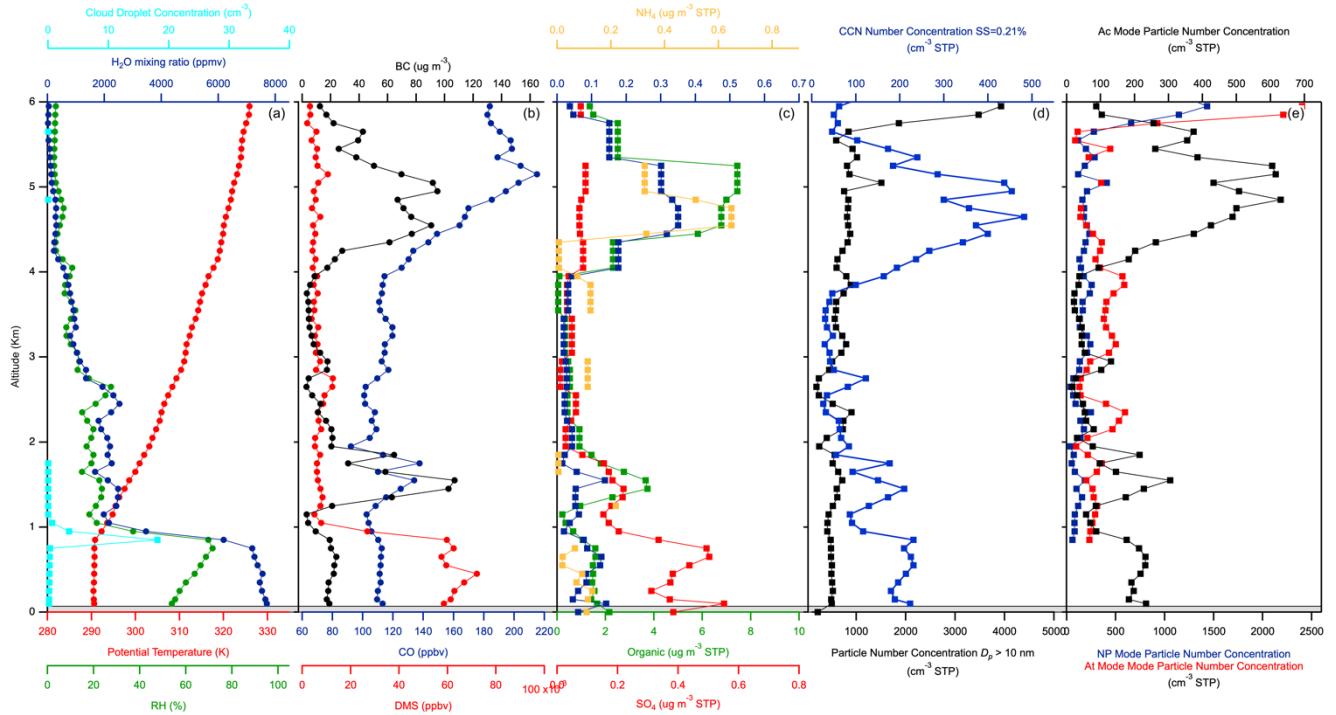 Cloud Droplet Concentration (cm⁻³)
0 10 20 30 40
H₂O mixing ratio (ppmv)
0 2000 4000 6000 8000
BC (ug m⁻³)
0 20 40 60 80 100 120 140 160
NH₄ (ug m⁻³ STP)
0.0 0.2 0.4 0.6 0.8
0.0 0.1 0.2 0.3 0.4 0.5 0.6 0.7
CCN Number Concentration SS=0.21%
(cm⁻³ STP)
0 100 200 300 400 500
Ac Mode Particle Number Concentration
(cm⁻³ STP)
0 100 200 300 400 500 600 700
(a) (b) (c) (d) (e)
6
5
4
3
2
1
0
Altitude (Km)
280 290 300 310 320 330
Potential Temperature (K)
0 20 40 60 80 100
RH (%)
60 80 100 120 140 160 180 200 220
CO (ppbv)
0 20 40 60 80
DMS (ppbv)
0 2 4 6 8 10
Organic (ug m⁻³ STP)
0.0 0.2 0.4 0.6 0.8
SO₄ (ug m⁻³ STP)
1000 2000 3000 4000
Particle Number Concentration Dₚ > 10 nm
(cm⁻³ STP)
0 500 1000 1500 2000 2500
NP Mode Particle Number Concentration
At Mode Mode Particle Number Concentration
(cm⁻³ STP)